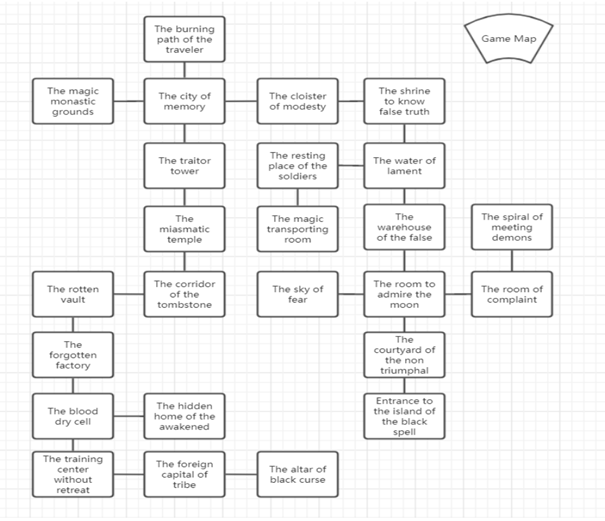 The burning
path of the
traveler
Game Map
The magic
monastic
grounds
The city of
memory
The cloister
of modesty
The shrine
to know
false truth
The traitor
tower
The resting
place of the
soldiers
The water of
lament
The
miasmatic
temple
The magic
transporting
room
The
warehouse
of the false
The spiral of
meeting
demons
The rotten
vault
The corridor
of the
tombstone
The sky of
fear
The room to
admire the
moon
The room of
complaint
The
forgotten
factory
The
courtyard of
the non
triumphal
The blood
dry cell
The hidden
home of the
awakened
Entrance to
the island of
the black
spell
The training
center
without
retreat
The foreign
capital of
tribe
The altar of
black curse